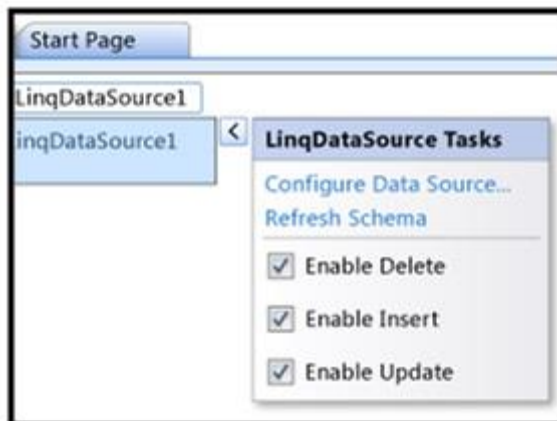 Start Page
LinqDataSource1
inqDataSource1
LinqDataSource Tasks
Configure Data Source...
Refresh Schema
Enable Delete
Enable Insert
Enable Update